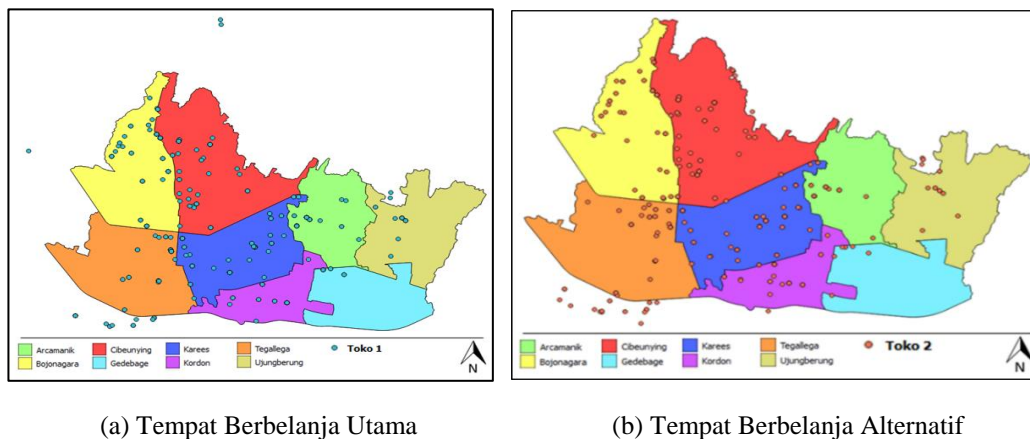 Arcamanik Cibeunying Karees Tegallega Toko 1
Bojonagara Gedebage Kordon Ujungberung
N
Arcamanik Cibeunying Karees Tegallega Toko 2
Bojonagara Gedebage Kordon Ujungberung
N
(a) Tempat Berbelanja Utama
(b) Tempat Berbelanja Alternatif